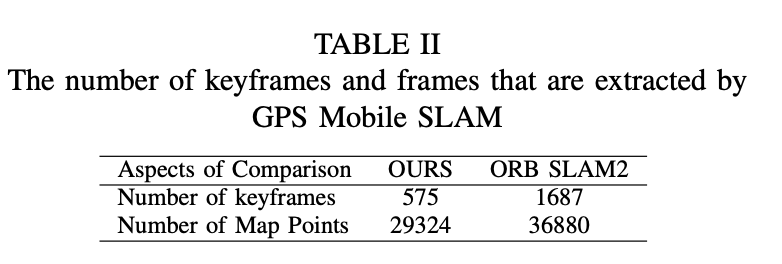 TABLE II
The number of keyframes and frames that are extracted by
GPS Mobile SLAM
Aspects of Comparison OURS ORB SLAM2
Number of keyframes 575 1687
Number of Map Points 29324 36880